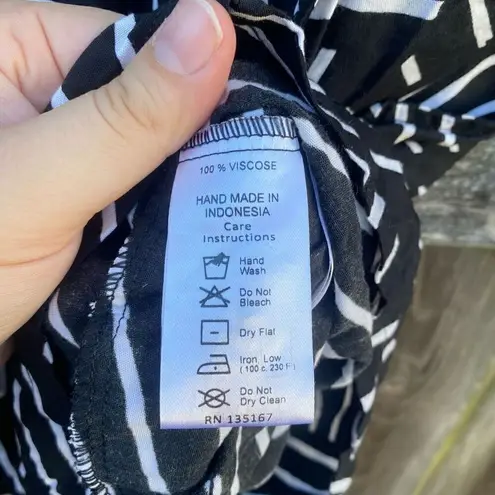 100 % VISCOSE
HAND MADE IN
INDONESIA
Care
Instructions
Hand
Wash
Do Not
Bleach
Dry Flat
Iron, Low
( 100 c. 230 F )
Do Not
Dry Clean
RN 135167